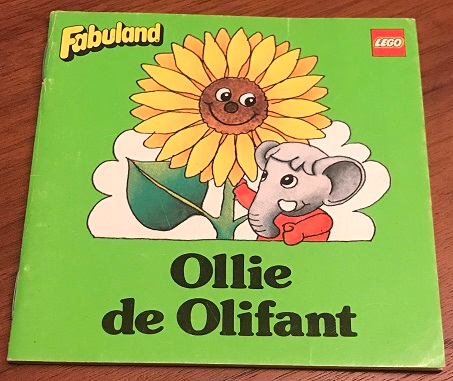 Fabuland
LEGO
Ollie
de Olifant